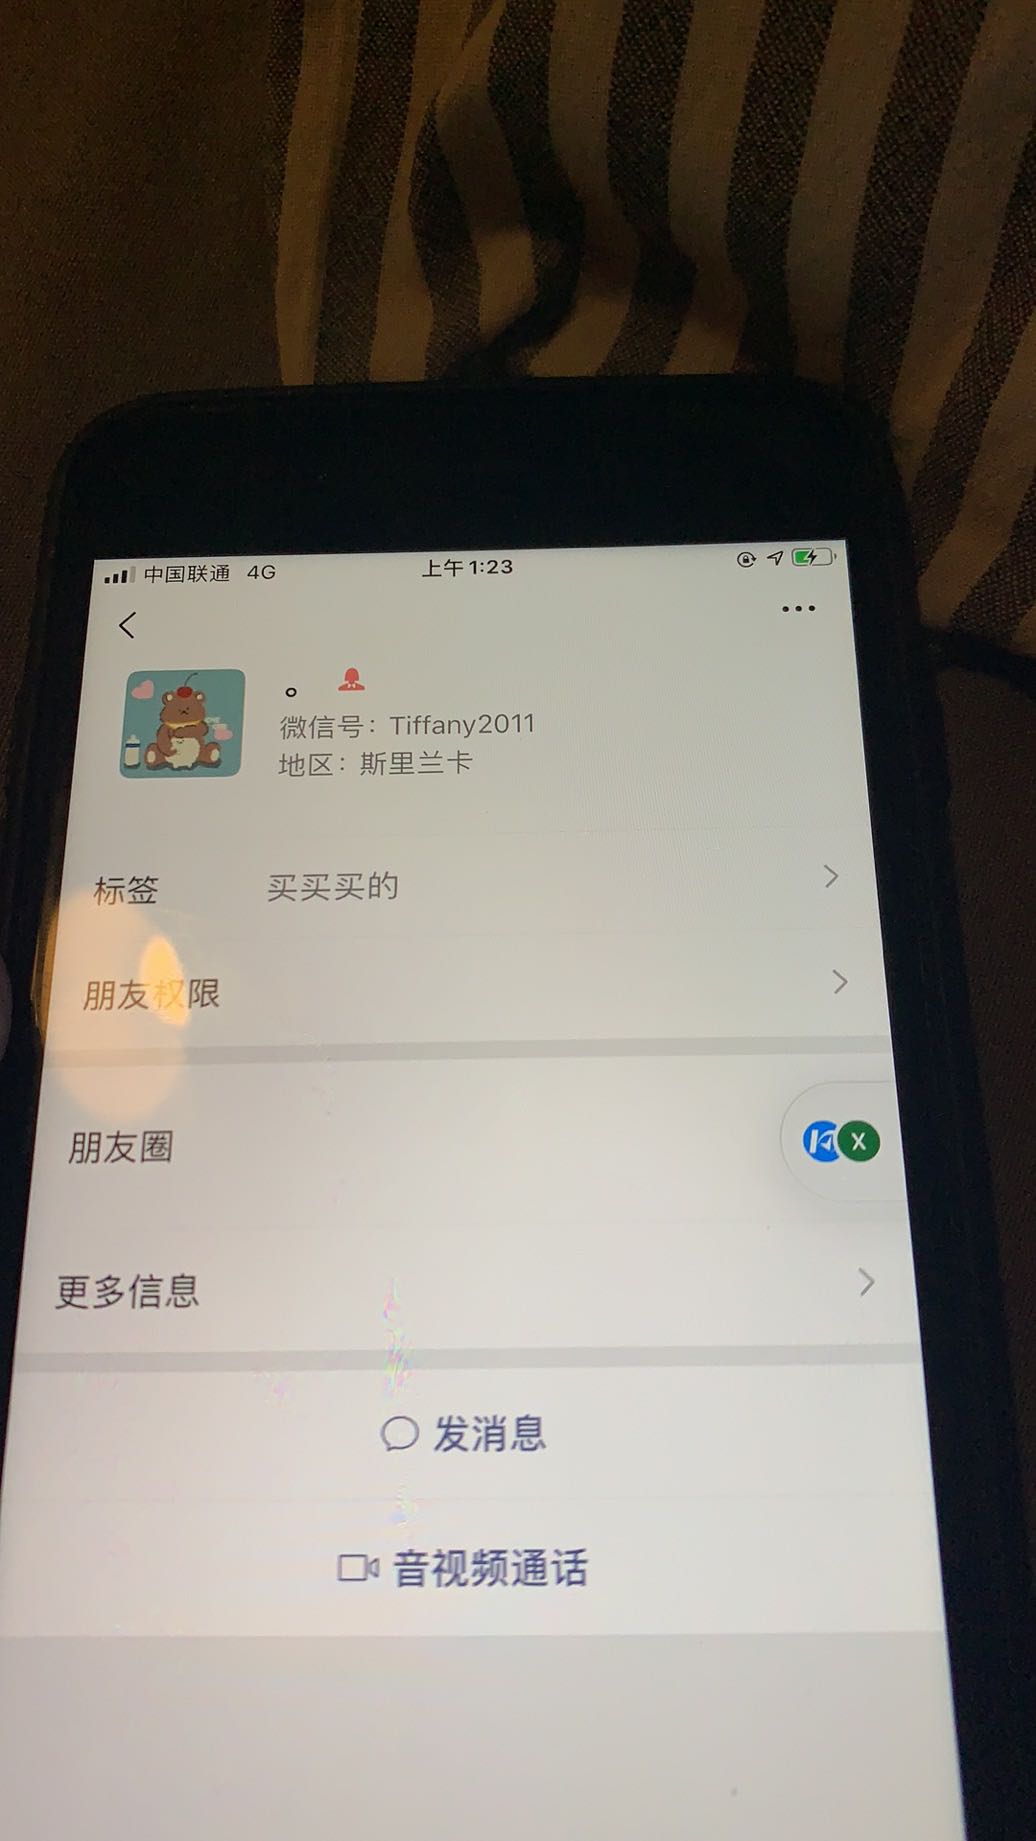 中国联通 4G 上午1:23
。
微信号：Tiffany2011
地区：斯里兰卡
标签 买买买的
朋友权限
朋友圈
X
更多信息
发消息
音视频通话